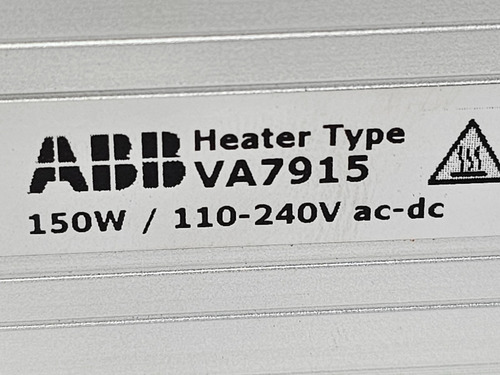 ABB Heater Type
VA7915
150W / 110-240V ac-dc